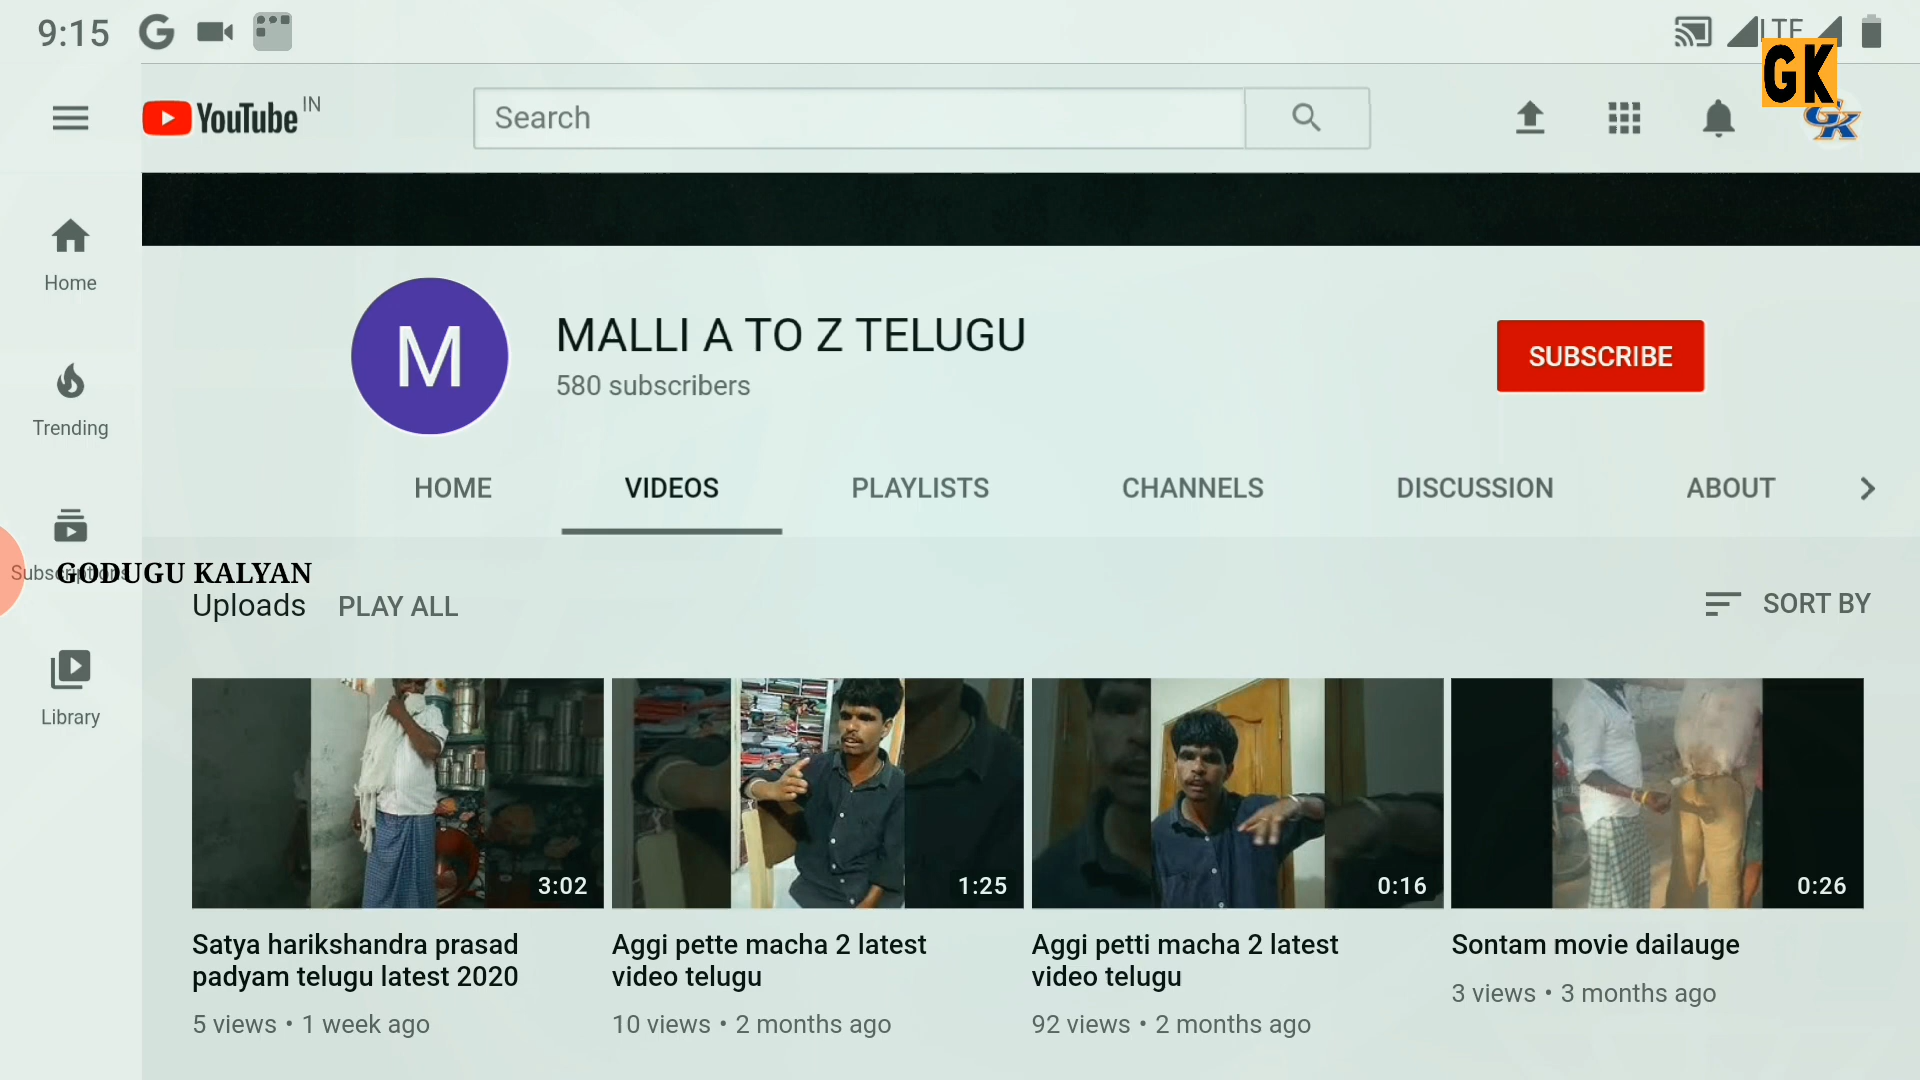 9:15
LTE
GK
YouTube IN
Search
GK
Home
MALLI A TO Z TELUGU
580 subscribers
SUBSCRIBE
Trending
HOME
VIDEOS
PLAYLISTS
CHANNELS
DISCUSSION
ABOUT
Subscriptions
GODUGU KALYAN
Uploads
PLAY ALL
SORT BY
Library
M
3:02
1:25
0:16
0:26
Satya harikshandra prasad
padyam telugu latest 2020
5 views • 1 week ago
Aggi pette macha 2 latest
video telugu
10 views • 2 months ago
Aggi petti macha 2 latest
video telugu
92 views • 2 months ago
Sontam movie dailauge
3 views • 3 months ago